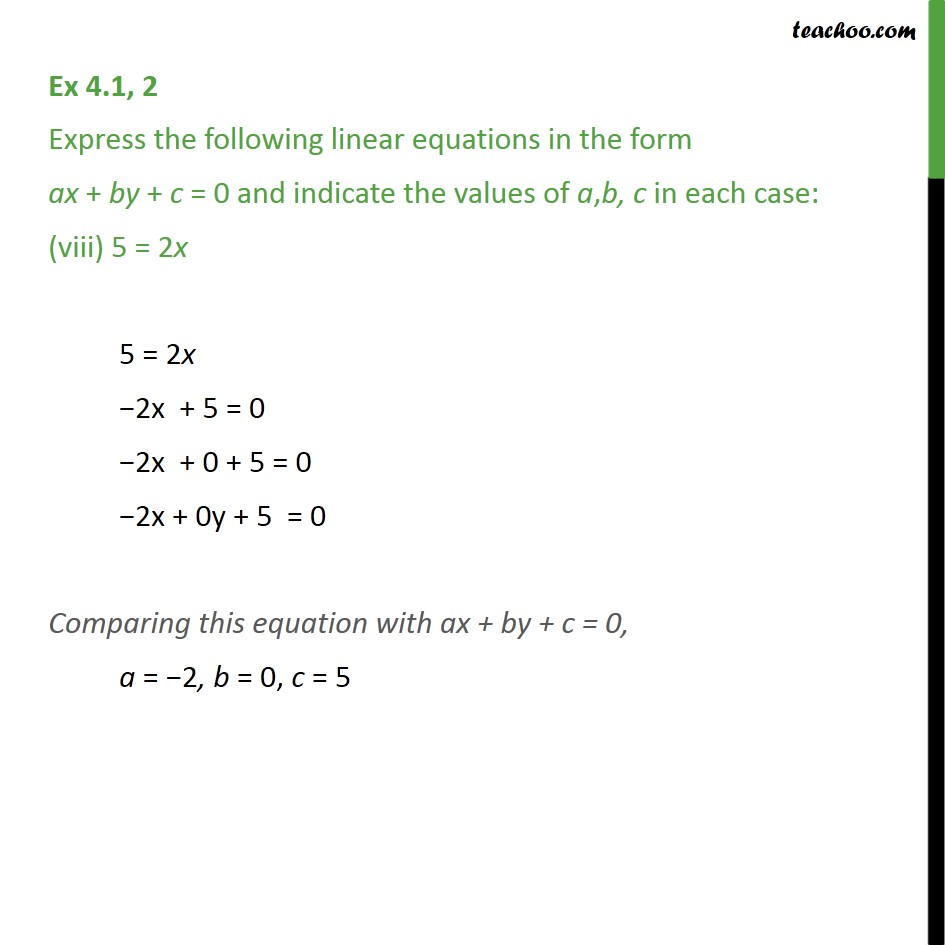 teachoo.com
Ex 4.1, 2
Express the following linear equations in the form
ax + by + c = 0 and indicate the values of a,b, c in each case:
(viii) 5 = 2x
5 = 2x
−2x + 5 = 0
−2x + 0 + 5 = 0
−2x + 0y + 5 = 0
Comparing this equation with ax + by + c = 0,
a = −2, b = 0, c = 5